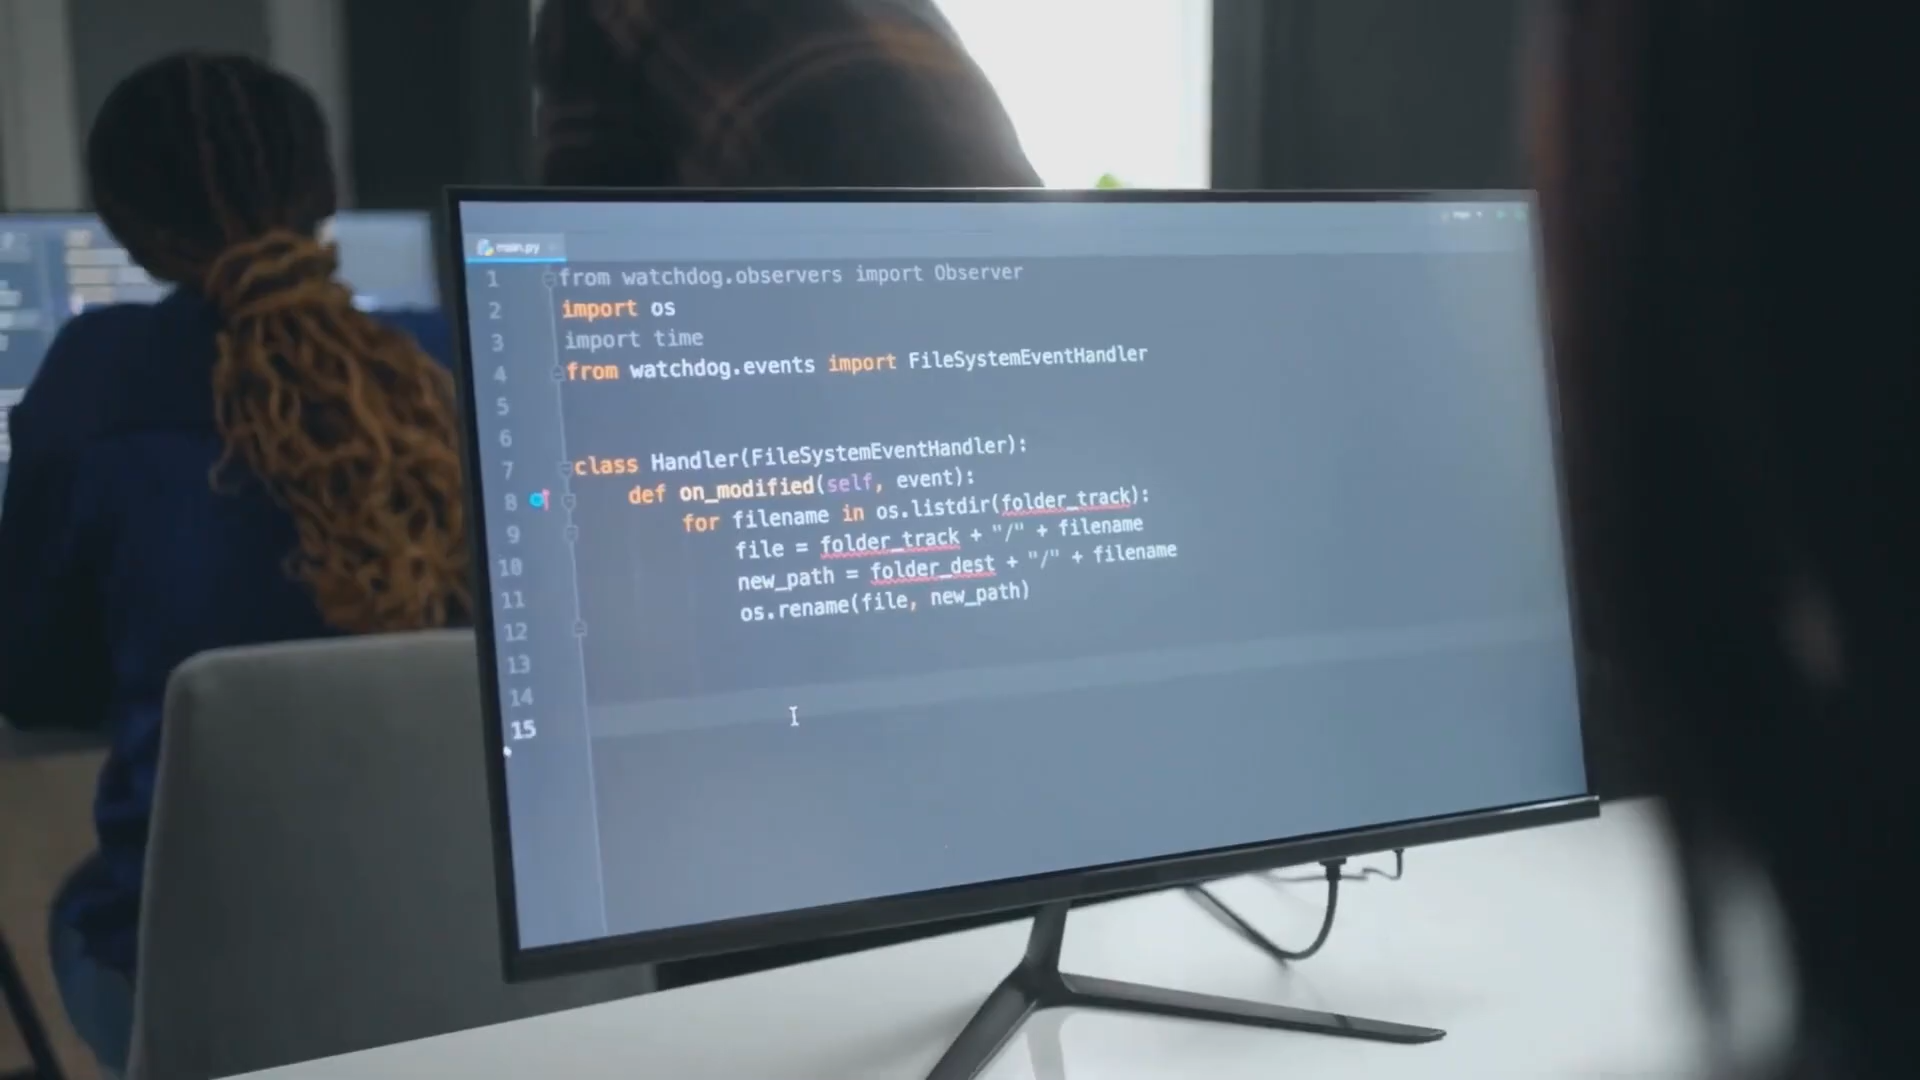 main.py
1 from watchdog.observers import Observer
2 import os
3 import time
4 from watchdog.events import FileSystemEventHandler
5
6
7 class Handler(FileSystemEventHandler):
8 def on_modified(self, event):
9 for filename in os.listdir(folder_track):
10 file = folder_track + "/" + filename
11 new_path = folder_dest + "/" + filename
12 os.rename(file, new_path)
13
14
15